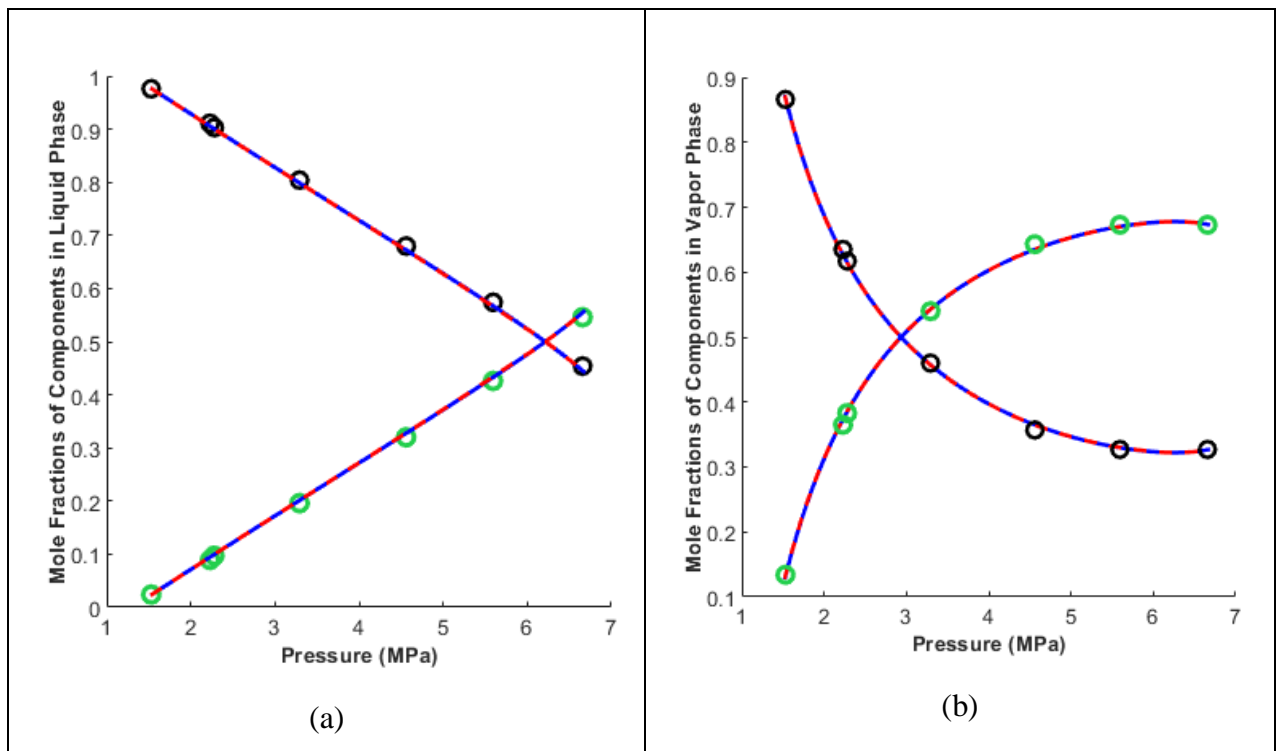 Mole Fractions of Components in Liquid Phase
1
0.9
0.8
0.7
0.6
0.5
0.4
0.3
0.2
0.1
0
1 2 3 4 5 6 7
Pressure (MPa)
(a)
Mole Fractions of Components in Vapor Phase
0.9
0.8
0.7
0.6
0.5
0.4
0.3
0.2
0.1
1 2 3 4 5 6 7
Pressure (MPa)
(b)